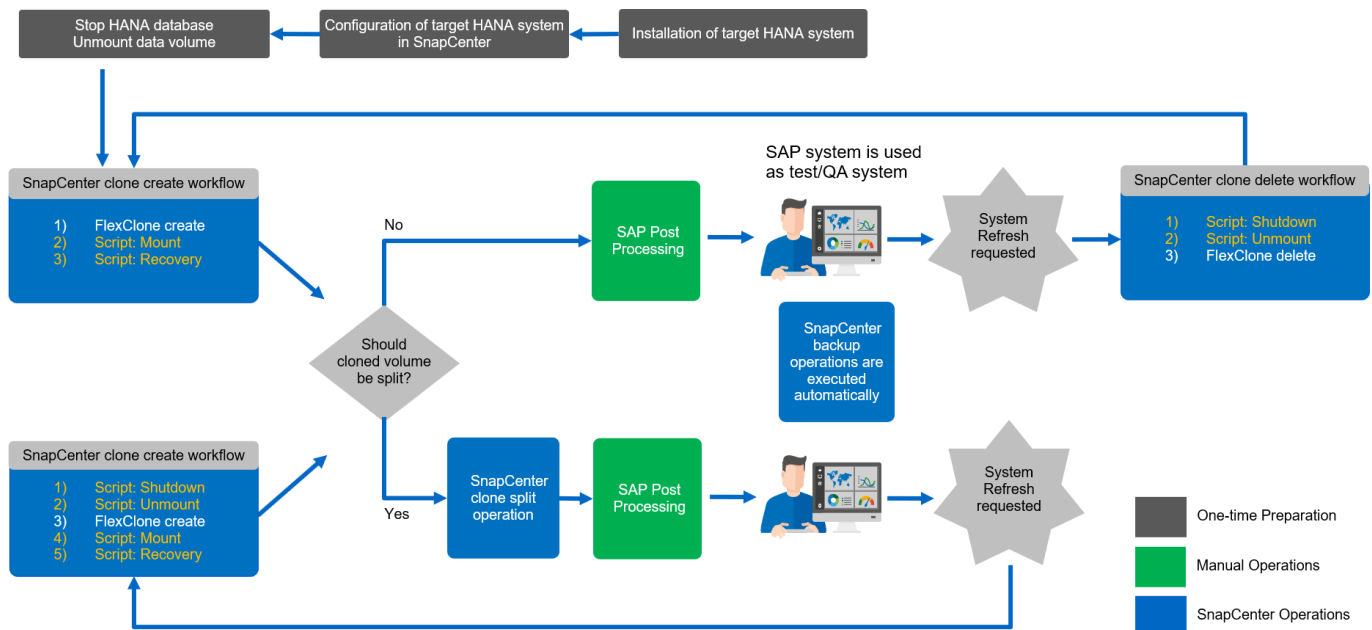 Stop HANA database
Unmount data volume
Configuration of target HANA system
in SnapCenter
Installation of target HANA system
SnapCenter clone create workflow
1) FlexClone create
2) Script: Mount
3) Script: Recovery
No
SAP Post
Processing
SAP system is used
as test/QA system
System
Refresh
requested
SnapCenter clone delete workflow
1) Script: Shutdown
2) Script: Unmount
3) FlexClone delete
Should
cloned volume
be split?
SnapCenter
backup
operations are
executed
automatically
SnapCenter clone create workflow
1) Script: Shutdown
2) Script: Unmount
3) FlexClone create
4) Script: Mount
5) Script: Recovery
Yes
SnapCenter
clone split
operation
SAP Post
Processing
System
Refresh
requested
One-time Preparation
Manual Operations
SnapCenter Operations